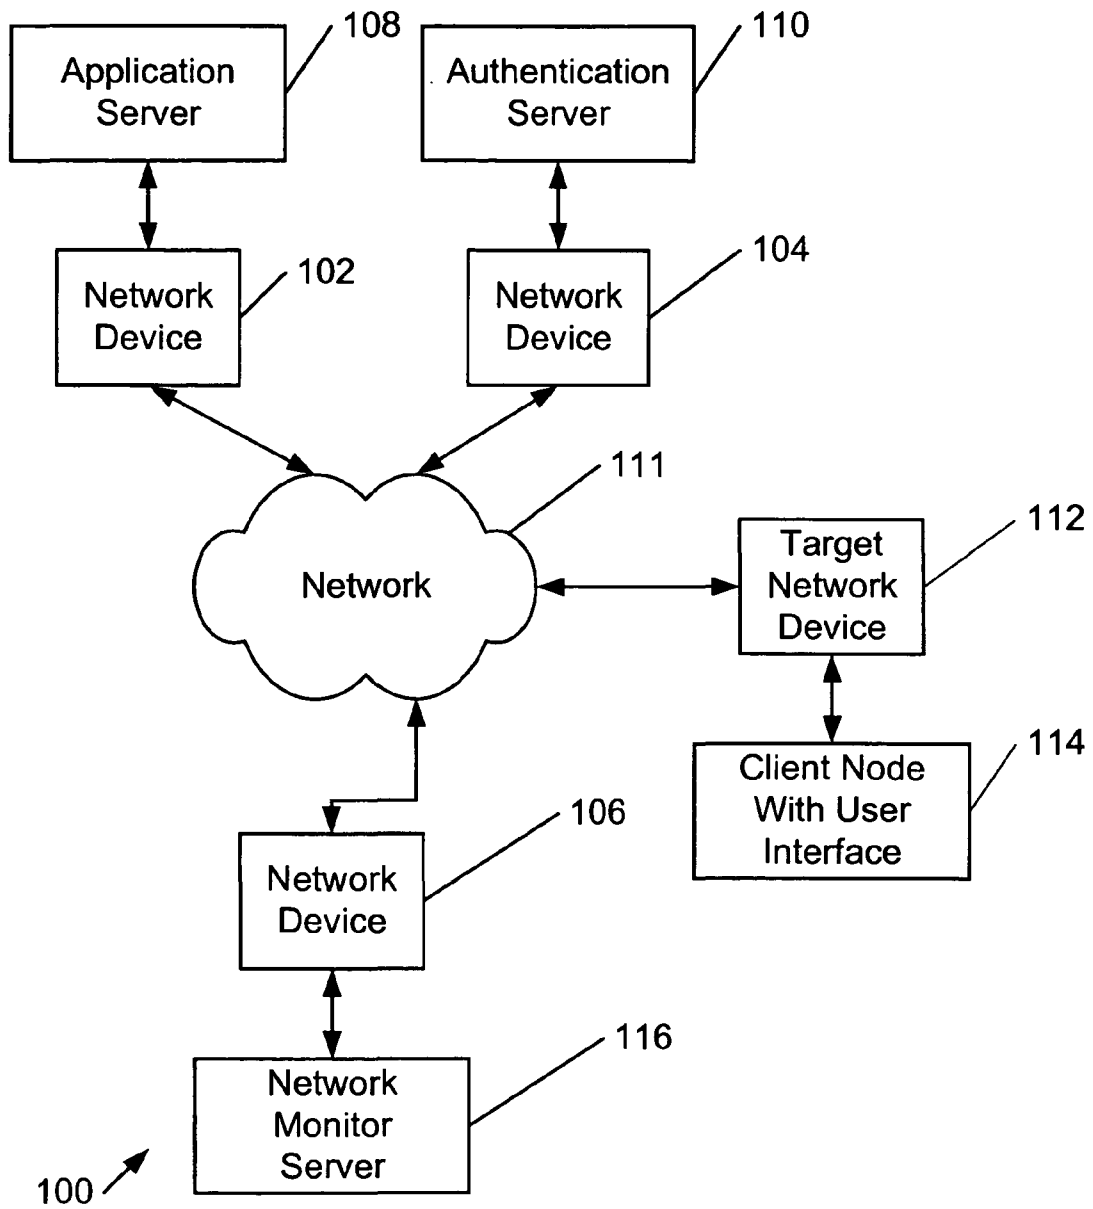 108
Application
Server
110
Authentication
Server
102
Network
Device
104
Network
Device
111
Network
112
Target
Network
Device
114
Client Node
With User
Interface
106
Network
Device
116
Network
Monitor
Server
100